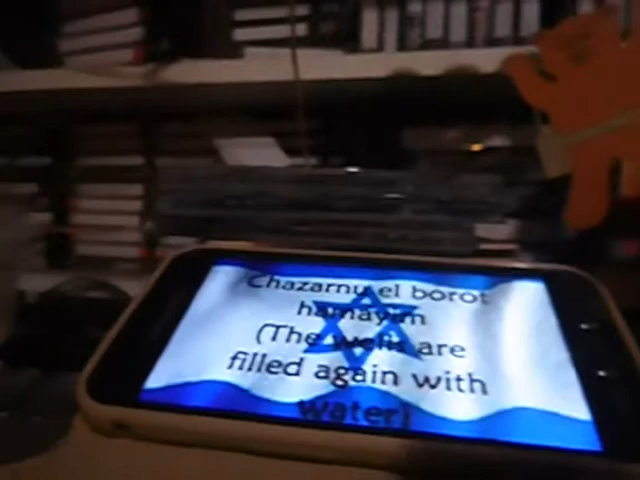 Chazarnu el borot
hamayim
(The wells are
filled again with
water)